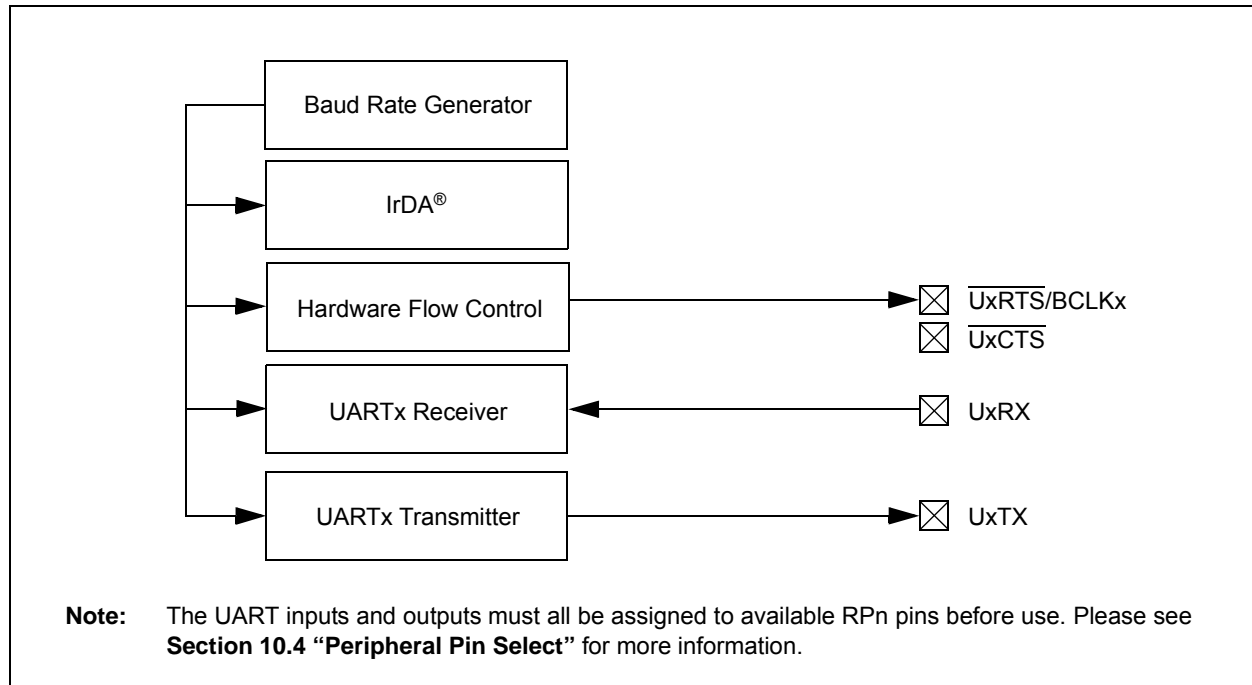 Baud Rate Generator
IrDA®
Hardware Flow Control
UxRTS/BCLKx
UxCTS
UARTx Receiver
UxRX
UARTx Transmitter
UxTX
Note: The UART inputs and outputs must all be assigned to available RPn pins before use. Please see
Section 10.4 “Peripheral Pin Select” for more information.